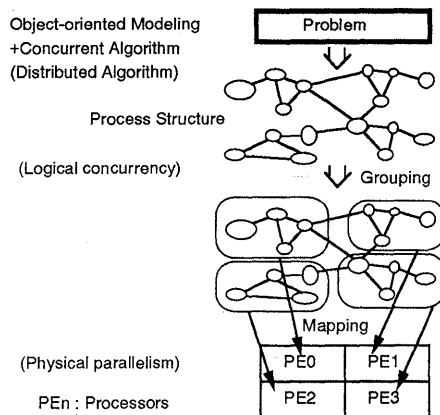 Object-oriented Modeling
+Concurrent Algorithm
(Distributed Algorithm)
Problem
Process Structure
(Logical concurrency)
Grouping
Mapping
(Physical parallelism)
PEn : Processors
PE0 PE1
PE2 PE3